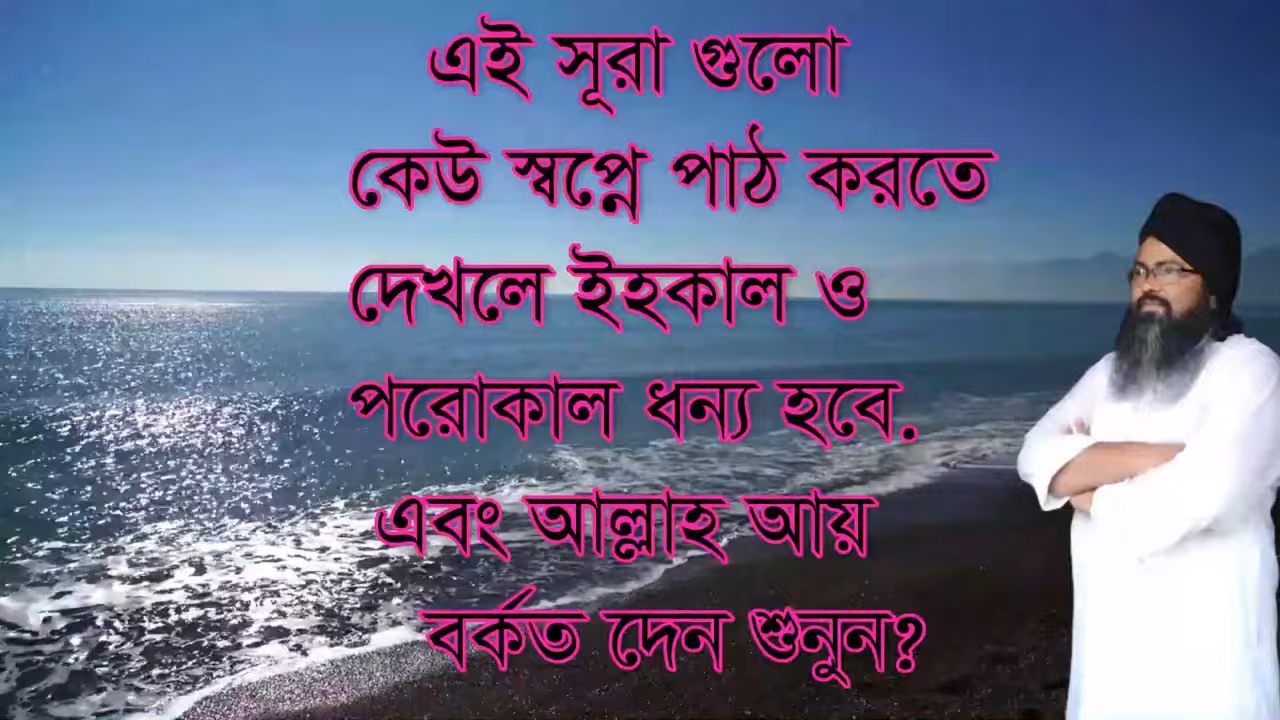 এই সূরা গুলো
কেউ স্বপ্নে পাঠ করতে
দেখলে ইহকাল ও
পরোকাল ধন্য হবে.
এবং আল্লাহ আয়
বর্কত দেন শুনুন?